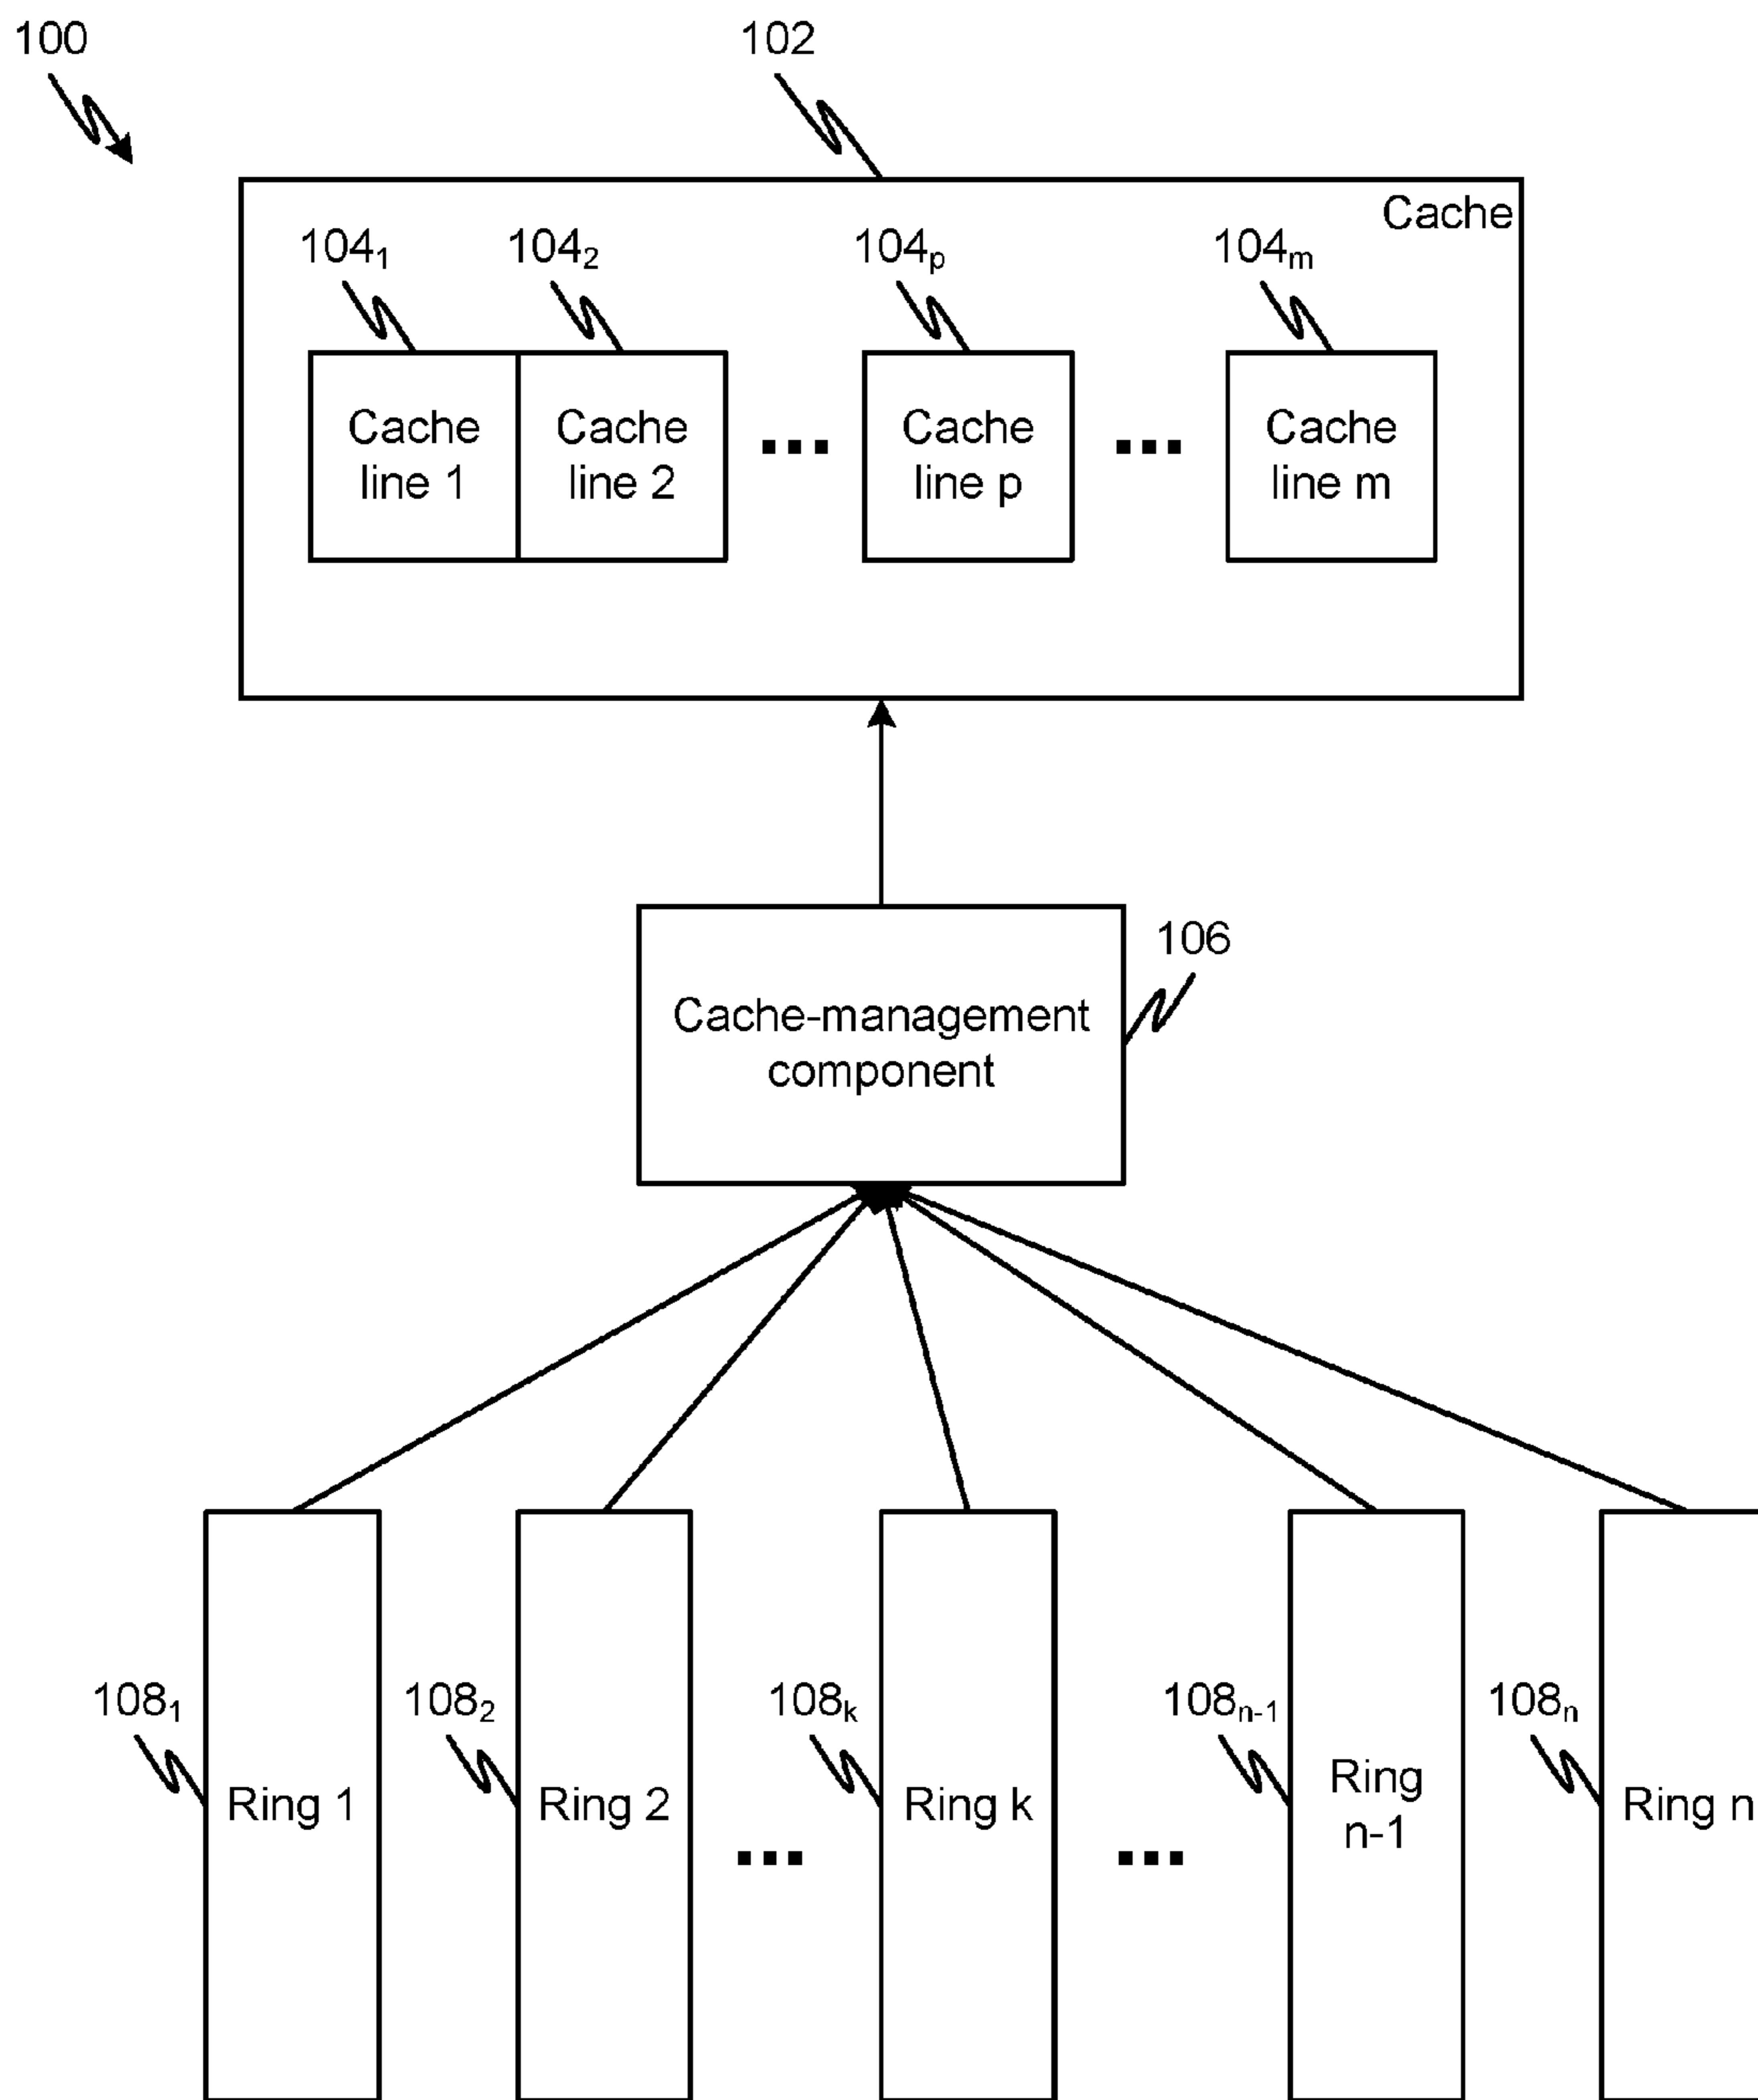 100
102
Cache
104₁
104₂
104ₚ
104ₘ
Cache
line 1
Cache
line 2
...
Cache
line p
...
Cache
line m
106
Cache-management
component
108₁
108₂
108ₖ
108ₙ₋₁
108ₙ
Ring 1
Ring 2
...
Ring k
...
Ring
n-1
Ring n